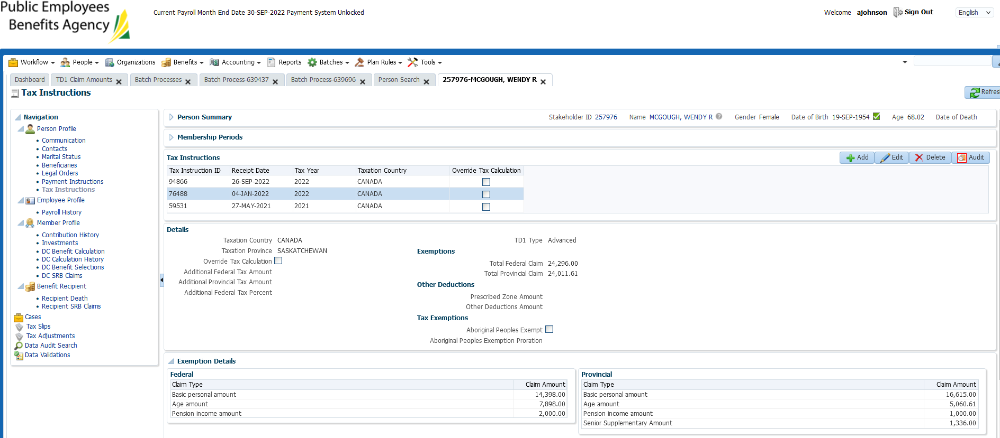 Public Employees
Benefits Agency
Current Payroll Month End Date 30-SEP-2022 Payment System Unlocked
Welcome ajohnson Sign Out English
Workflow People Organizations Benefits Accounting Reports Batches Plan Rules Tools
Dashboard TD1 Claim Amounts Batch Processes Batch Process-639437 Batch Process-639696 Person Search 257976-MCGOUGH, WENDY R
Tax Instructions
Refres
Navigation
Person Profile
Communication
Contacts
Marital Status
Beneficiaries
Legal Orders
Payment Instructions
Tax Instructions
Employee Profile
Payroll History
Member Profile
Contribution History
Investments
DC Benefit Calculation
DC Calculation History
DC Benefit Selections
DC SRB Claims
Benefit Recipient
Recipient Death
Recipient SRB Claims
Cases
Tax Slips
Tax Adjustments
Data Audit Search
Data Validations
Person Summary Stakeholder ID 257976 Name MCGOUGH, WENDY R Gender Female Date of Birth 19-SEP-1954 Age 68.02 Date of Death
Membership Periods
Tax Instructions
Add Edit Delete Audit
Tax Instruction ID Receipt Date Tax Year Taxation Country Override Tax Calculation
94866 26-SEP-2022 2022 CANADA
76488 04-JAN-2022 2022 CANADA
59531 27-MAY-2021 2021 CANADA
Details
Taxation Country CANADA
Taxation Province SASKATCHEWAN
Override Tax Calculation
Additional Federal Tax Amount
Additional Provincial Tax Amount
Additional Federal Tax Percent
TD1 Type Advanced
Exemptions
Total Federal Claim 24,296.00
Total Provincial Claim 24,011.61
Other Deductions
Prescribed Zone Amount
Other Deductions Amount
Tax Exemptions
Aboriginal Peoples Exempt
Aboriginal Peoples Exemption Proration
Exemption Details
Federal
Claim Type Claim Amount
Basic personal amount 14,398.00
Age amount 7,898.00
Pension income amount 2,000.00
Provincial
Claim Type Claim Amount
Basic personal amount 16,615.00
Age amount 5,060.61
Pension income amount 1,000.00
Senior Supplementary Amount 1,336.00